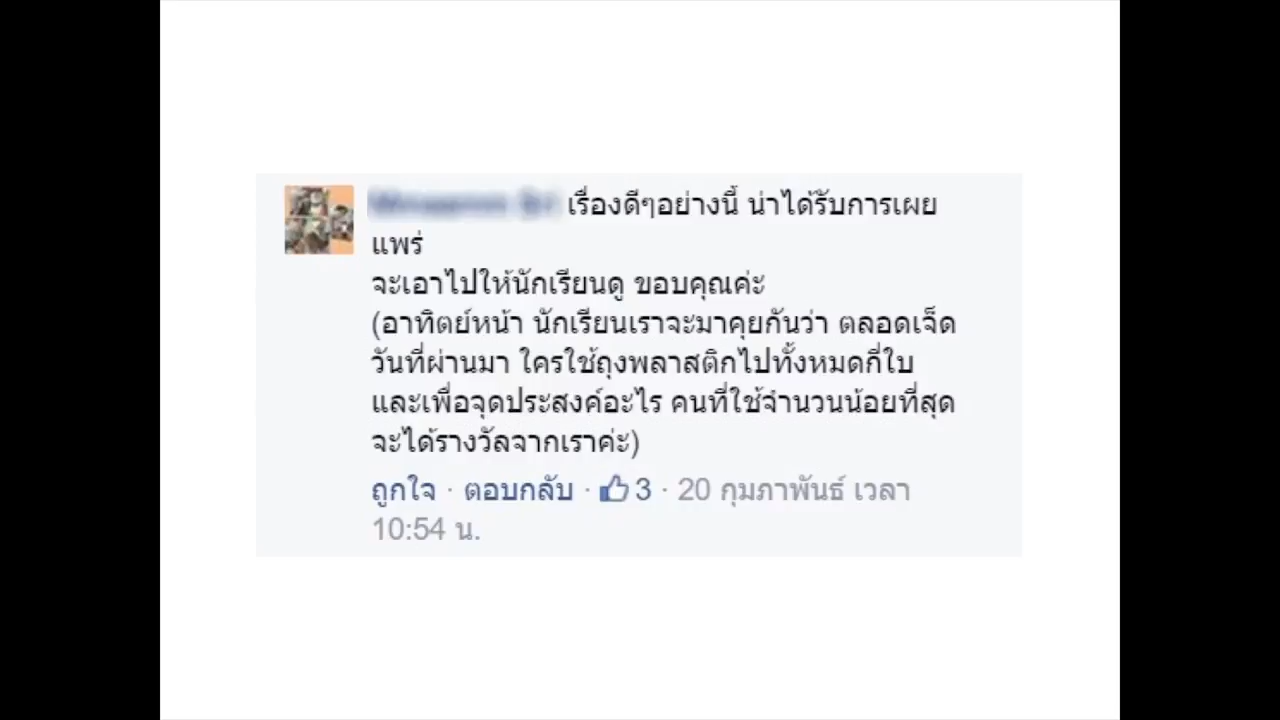 เรื่องดีๆอย่างนี้ น่าได้รับการเผย
แพร่
จะเอาไปให้นักเรียนดู ขอบคุณค่ะ
(อาทิตย์หน้า นักเรียนเราจะมาคุยกันว่า ตลอดเจ็ด
วันที่ผ่านมา ใครใช้ถุงพลาสติกไปทั้งหมดกี่ใบ
และเพื่อจุดประสงค์อะไร คนที่ใช้จำนวนน้อยที่สุด
จะได้รางวัลจากเราค่ะ)
ถูกใจ · ตอบกลับ · 3 · 20 กุมภาพันธ์ เวลา
10:54 น.